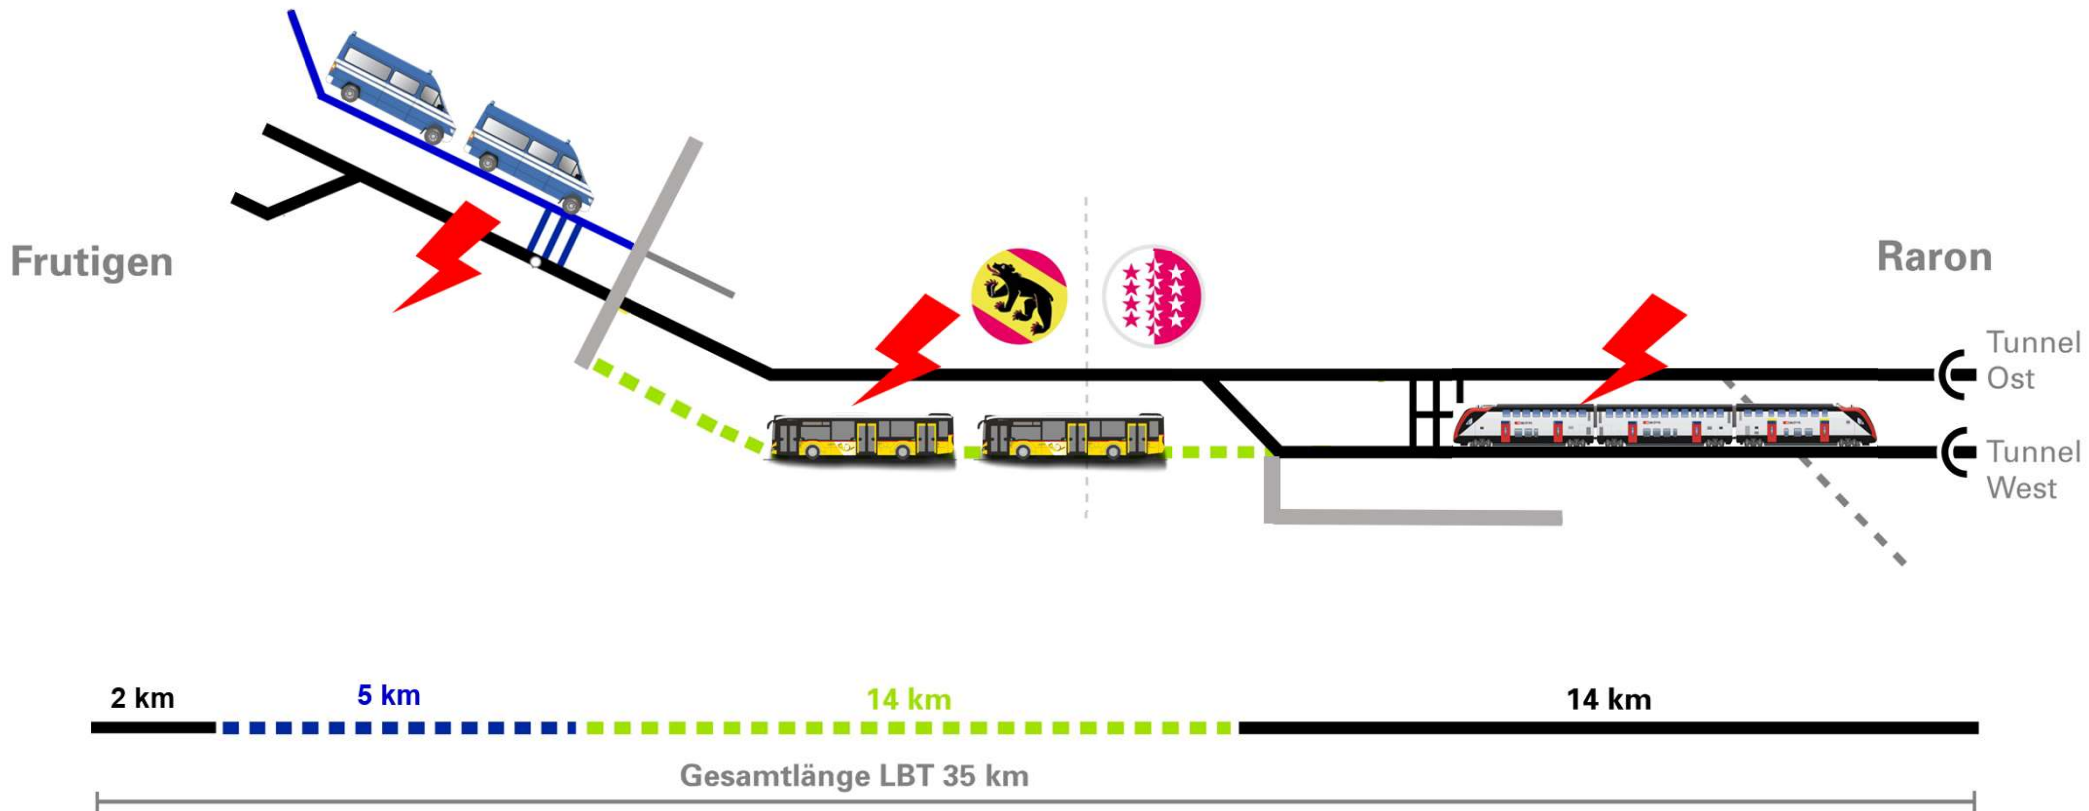 Frutigen
Raron
Tunnel
Ost
Tunnel
West
2 km
5 km
14 km
14 km
Gesamtlänge LBT 35 km